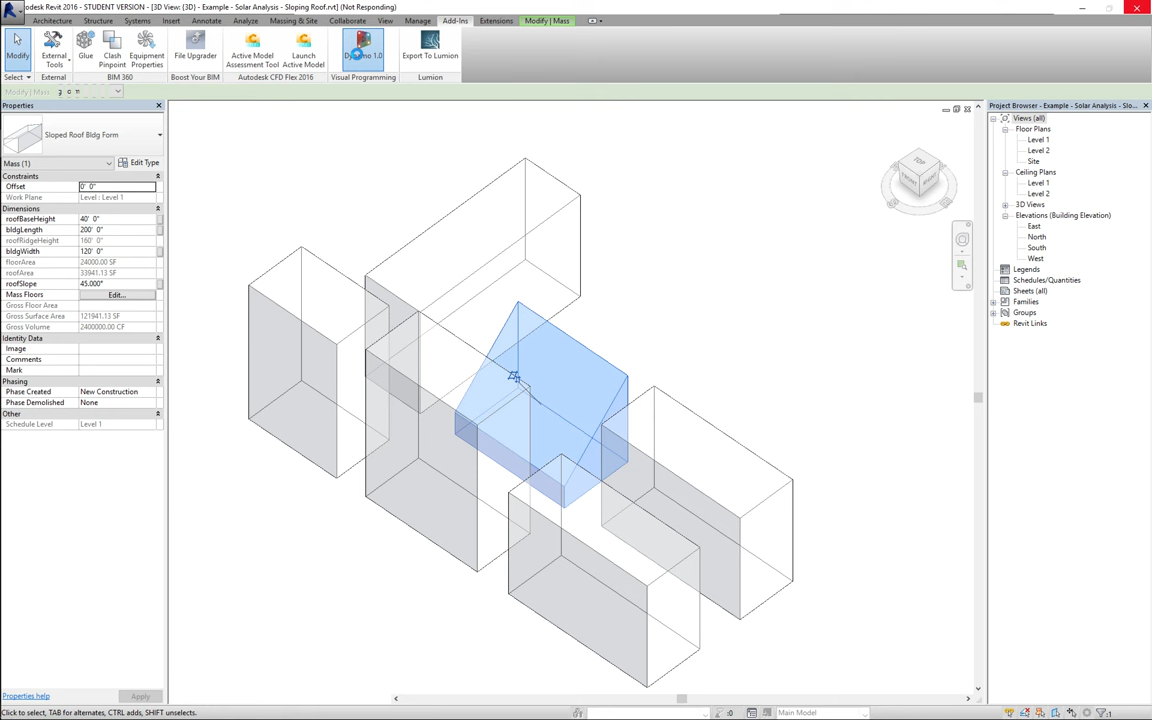 odesk Revit 2016 - STUDENT VERSION - [3D View: {3D} - Example - Solar Analysis - Sloping Roof.rvt] (Not Responding)
Architecture Structure Systems Insert Annotate Analyze Massing & Site Collaborate View Manage Add-Ins Extensions Modify | Mass
Modify External Tools Glue Clash Pinpoint Equipment Properties File Upgrader Active Model Assessment Tool Launch Active Model Dynamo 1.0 Export To Lumion
Select External BIM 360 Boost Your BIM Autodesk CFD Flex 2016 Visual Programming Lumion
Modify | Mass
Properties
Sloped Roof Bldg Form
Mass (1) Edit Type
Constraints
Offset 0' 0"
Work Plane Level : Level 1
Dimensions
roofBaseHeight 40' 0"
bldgLength 200' 0"
roofRidgeHeight 160' 0"
bldgWidth 120' 0"
floorArea 24000.00 SF
roofArea 33941.13 SF
roofSlope 45.000°
Mass Floors Edit...
Gross Floor Area
Gross Surface Area 121941.13 SF
Gross Volume 2400000.00 CF
Identity Data
Image
Comments
Mark
Phasing
Phase Created New Construction
Phase Demolished None
Other
Schedule Level Level 1
Properties help Apply
TOP
FRONT RIGHT
Project Browser - Example - Solar Analysis - Slo...
Views (all)
Floor Plans
Level 1
Level 2
Site
Ceiling Plans
Level 1
Level 2
3D Views
Elevations (Building Elevation)
East
North
South
West
Legends
Schedules/Quantities
Sheets (all)
Families
Groups
Revit Links
Click to select, TAB for alternates, CTRL adds, SHIFT unselects. :0 Main Model :1